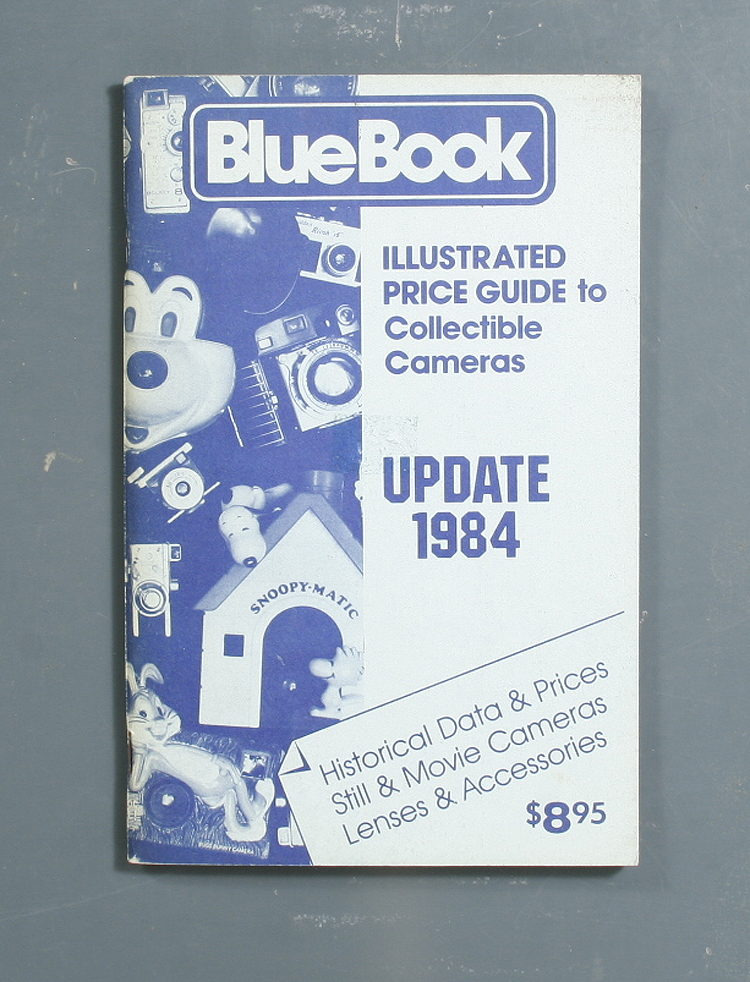 BlueBook
ILLUSTRATED
PRICE GUIDE to
Collectible
Cameras
UPDATE
1984
SNOOPY-MATIC
Historical Data & Prices
Still & Movie Cameras
Lenses & Accessories
$8.95